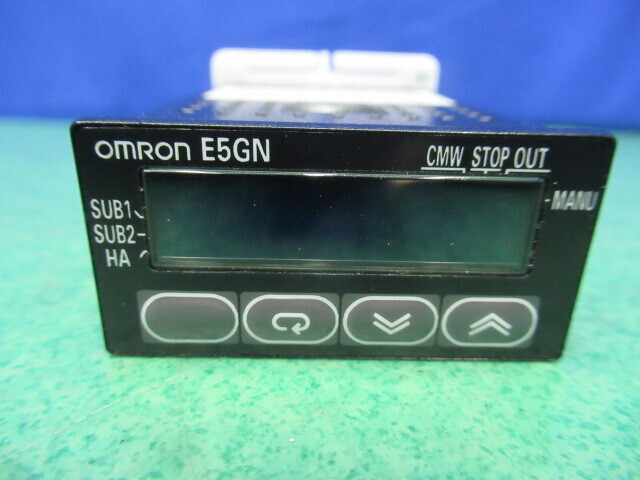 OMRON E5GN
CMW STOP OUT
MANU
SUB1
SUB2
HA